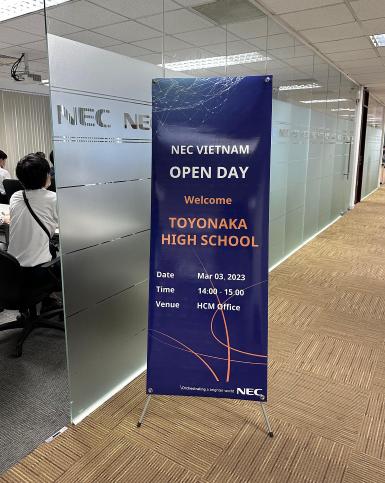 NEC NEC
NEC VIETNAM
OPEN DAY
Welcome
TOYONAKA
HIGH SCHOOL
Date Mar 03, 2023
Time 14:00 - 15:00
Venue HCM Office
\Orchestrating a brighter world NEC